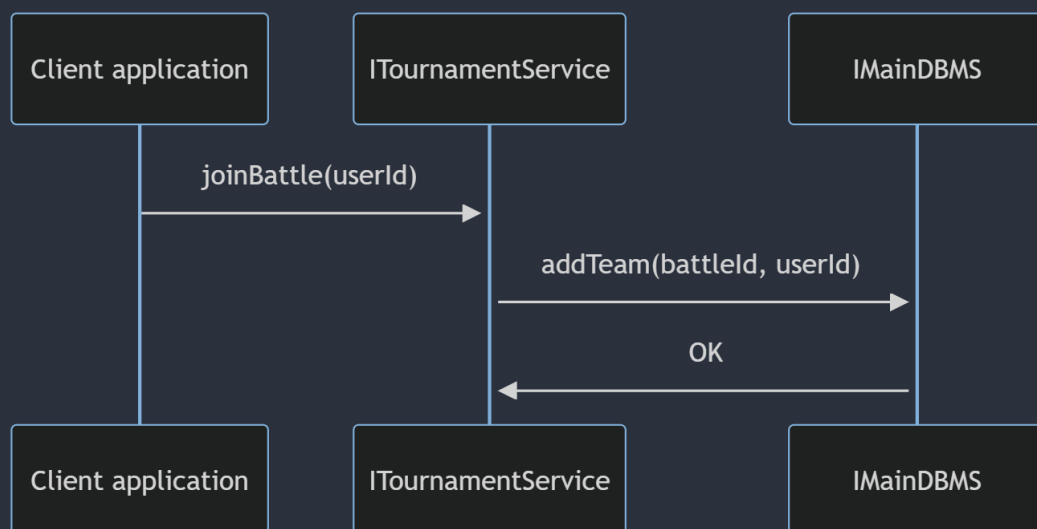 Client application
ITournamentService
IMainDBMS
joinBattle(userId)
addTeam(battleId, userId)
OK
Client application
ITournamentService
IMainDBMS